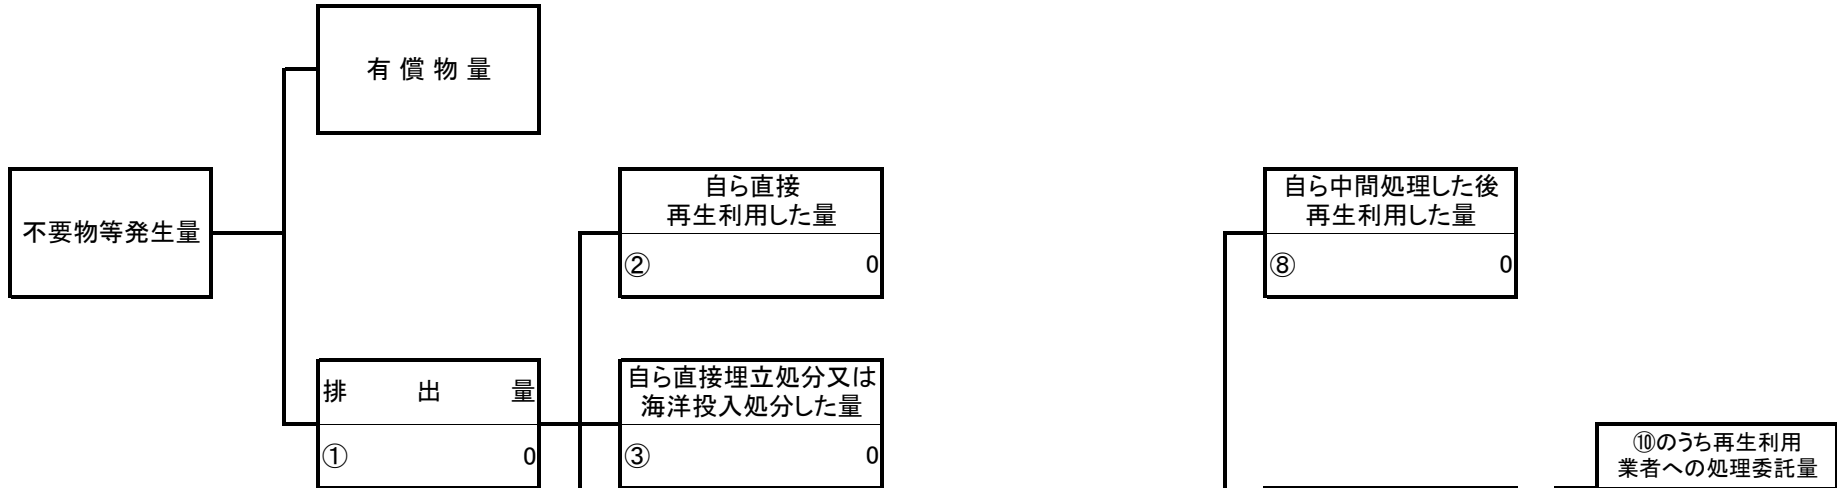 有 償 物 量
不要物等発生量
自ら直接
再生利用した量
② 0
自ら中間処理した後
再生利用した量
⑧ 0
排 出 量
① 0
自ら直接埋立処分又は
海洋投入処分した量
③ 0
⑩のうち再生利用
業者への処理委託量